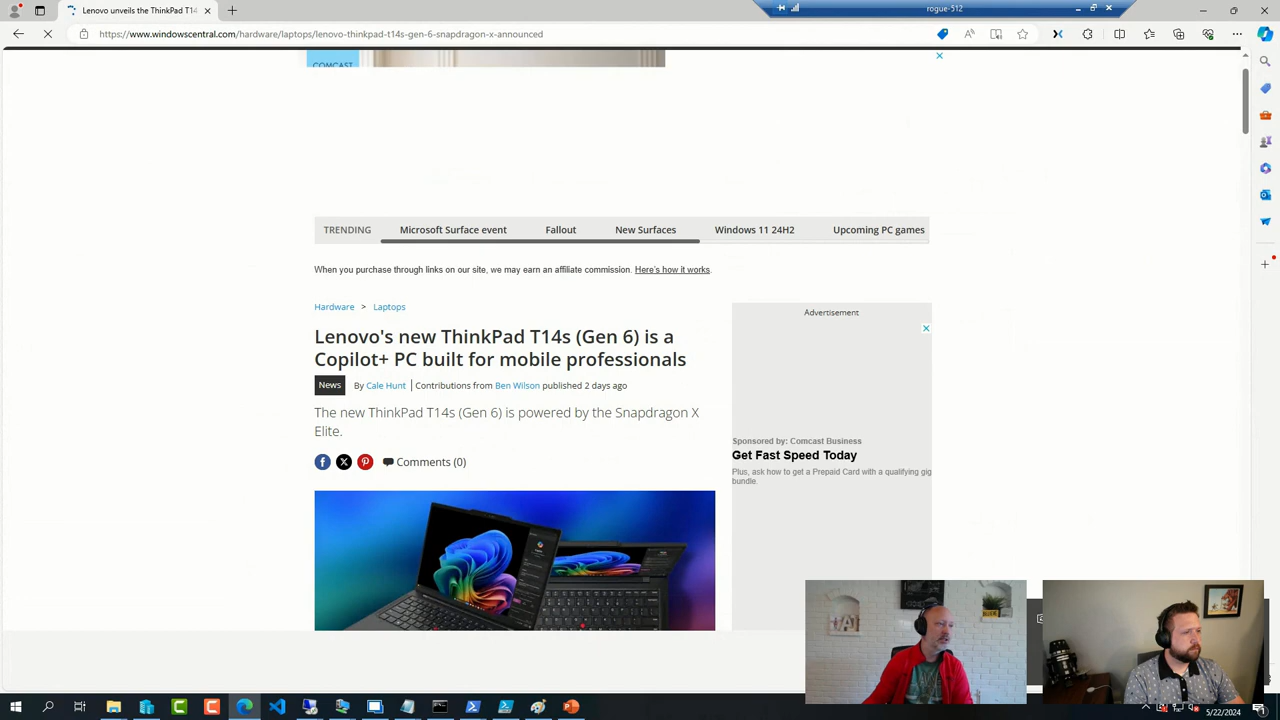 Lenovo unveils the ThinkPad T14
rogue-512
https://www.windowscentral.com/hardware/laptops/lenovo-thinkpad-t14s-gen-6-snapdragon-x-announced
COMCAST
TRENDING Microsoft Surface event Fallout New Surfaces Windows 11 24H2 Upcoming PC games
When you purchase through links on our site, we may earn an affiliate commission. Here's how it works.
Hardware > Laptops
Advertisement
Lenovo's new ThinkPad T14s (Gen 6) is a
Copilot+ PC built for mobile professionals
News By Cale Hunt Contributions from Ben Wilson published 2 days ago
The new ThinkPad T14s (Gen 6) is powered by the Snapdragon X
Elite.
Comments (0)
Sponsored by: Comcast Business
Get Fast Speed Today
Plus, ask how to get a Prepaid Card with a qualifying gig
bundle.
5/22/2024